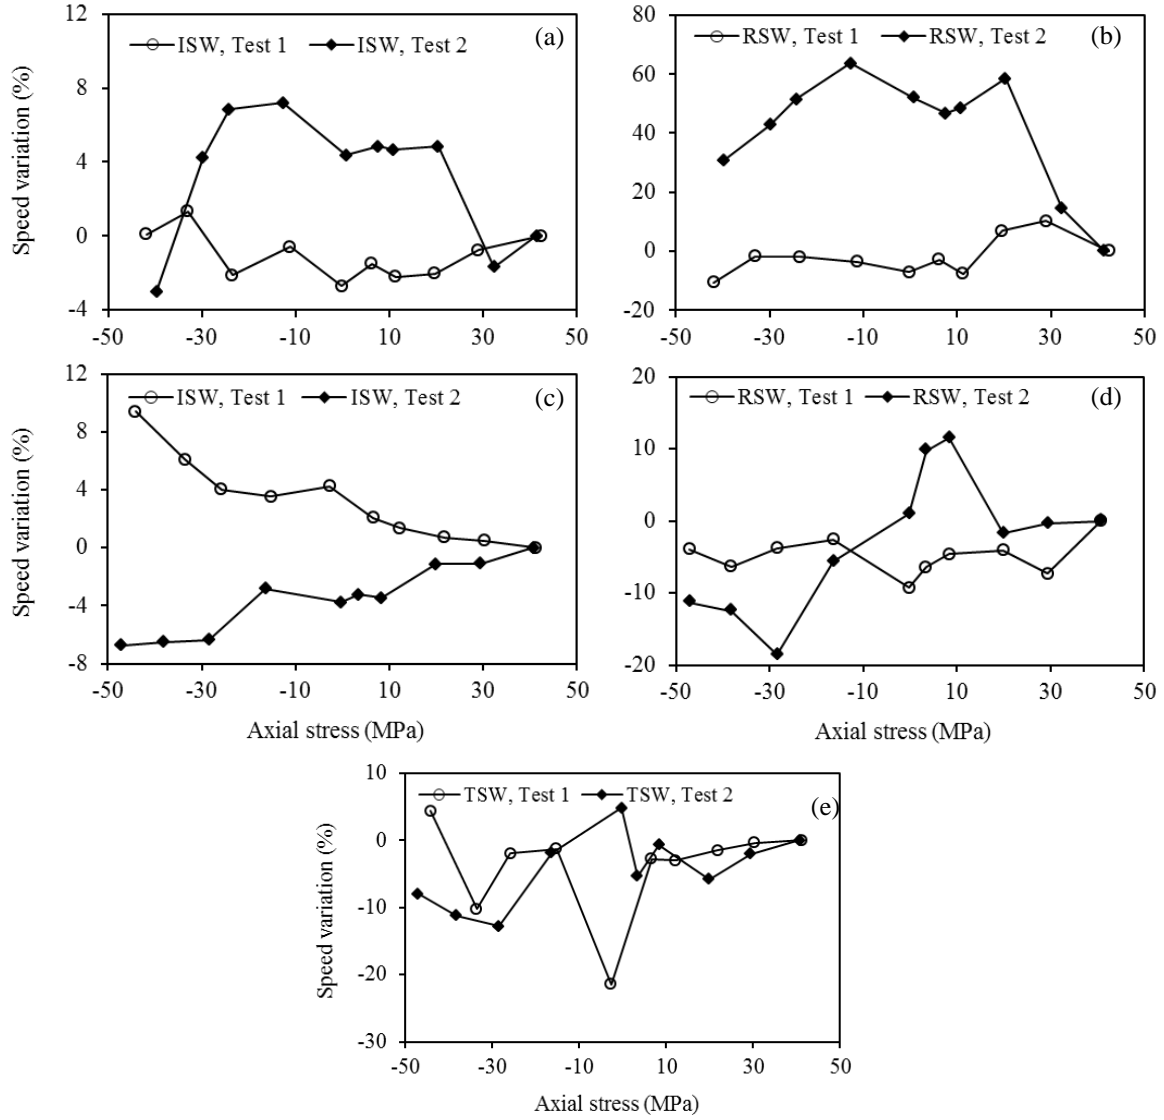 12
8
4
0
-4
Speed variation (%)
ISW, Test 1 ISW, Test 2 (a)
-50 -30 -10 10 30 50
80
60
40
20
0
-20
RSW, Test 1 RSW, Test 2 (b)
-50 -30 -10 10 30 50
12
8
4
0
-4
-8
Speed variation (%)
ISW, Test 1 ISW, Test 2 (c)
-50 -30 -10 10 30 50
Axial stress (MPa)
20
10
0
-10
-20
RSW, Test 1 RSW, Test 2 (d)
-50 -30 -10 10 30 50
Axial stress (MPa)
10
0
-10
-20
-30
Speed variation (%)
TSW, Test 1 TSW, Test 2 (e)
-50 -30 -10 10 30 50
Axial stress (MPa)